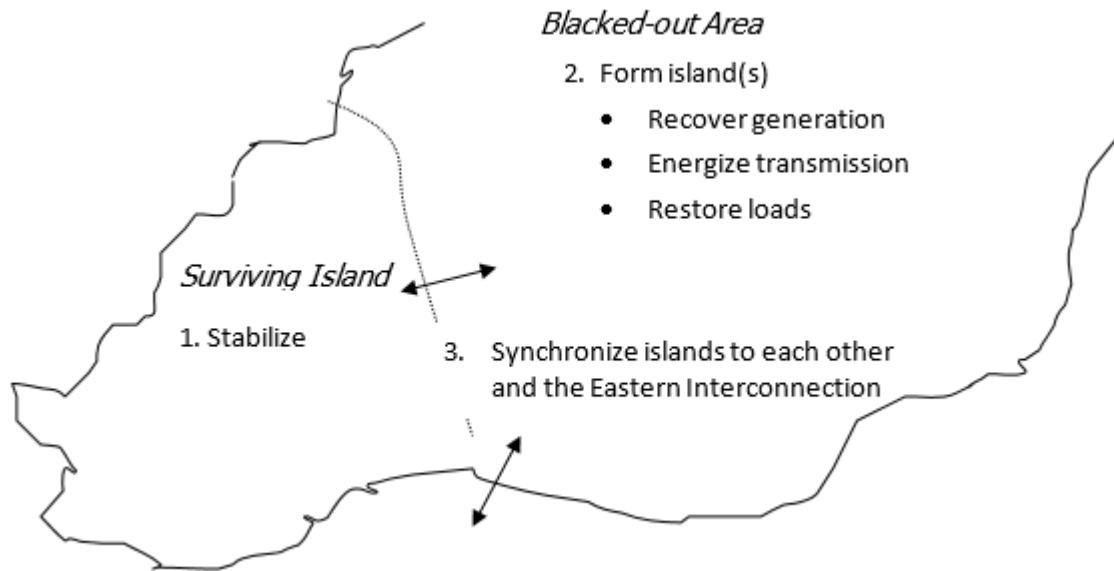 Blacked-out Area
2. Form island(s)
• Recover generation
• Energize transmission
• Restore loads
Surviving Island
1. Stabilize
3. Synchronize islands to each other
and the Eastern Interconnection